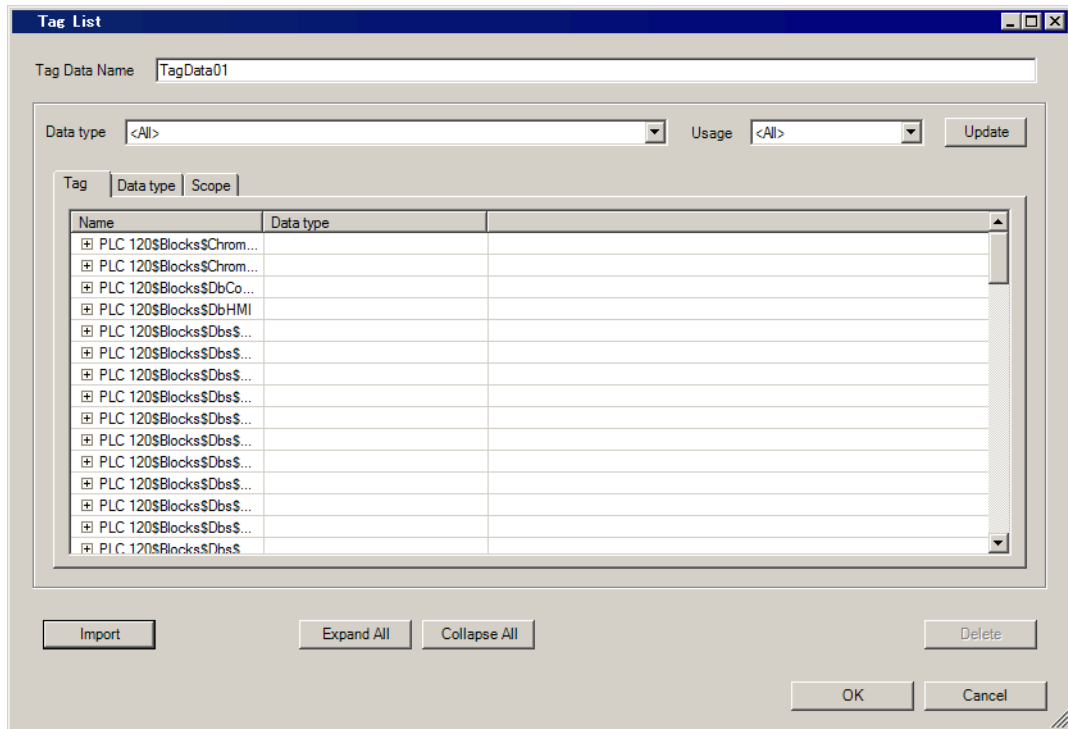 Tag List
Tag Data Name TagData01
Data type <All> Usage <All> Update
Tag Data type Scope
Name Data type
PLC 120$Blocks$Chrom...
PLC 120$Blocks$Chrom...
PLC 120$Blocks$DbCo...
PLC 120$Blocks$DbHMI
PLC 120$Blocks$Dbs$...
PLC 120$Blocks$Dbs$...
PLC 120$Blocks$Dbs$...
PLC 120$Blocks$Dbs$...
PLC 120$Blocks$Dbs$...
PLC 120$Blocks$Dbs$...
PLC 120$Blocks$Dbs$...
PLC 120$Blocks$Dbs$...
PLC 120$Blocks$Dbs$...
PLC 120$Blocks$Dbs$...
PLC 120$Blocks$Dbs$
Import Expand All Collapse All Delete
OK Cancel